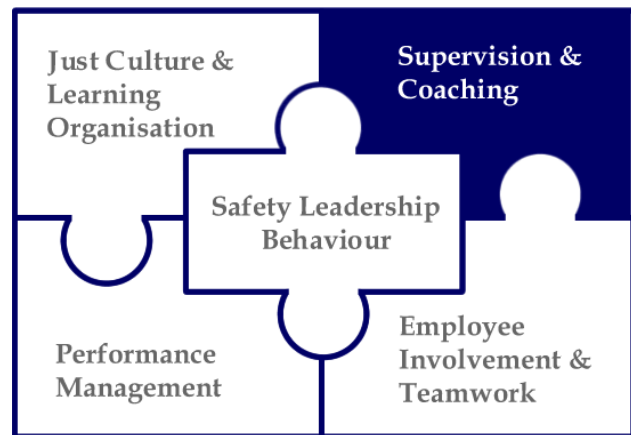 Just Culture &
Learning
Organisation
Supervision &
Coaching
Safety Leadership
Behaviour
Performance
Management
Employee
Involvement &
Teamwork